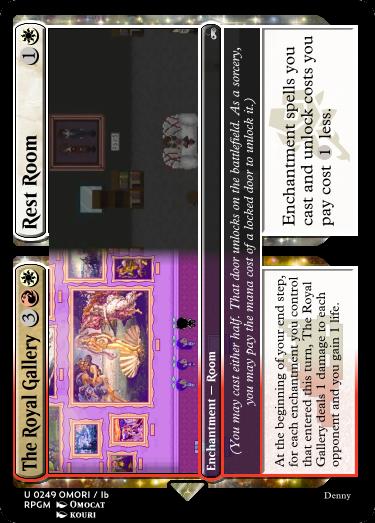 The Royal Gallery 3
Enchantment — Room
(You may cast either half. That door unlocks on the battlefield. As a sorcery,
you may pay the mana cost of a locked door to unlock it.)
At the beginning of your end step,
for each enchantment you control
that entered this turn, The Royal
Gallery deals 1 damage to each
opponent and you gain 1 life.
Rest Room 1
Enchantment spells you
cast and unlock costs you
pay cost 1 less.
U 0249 OMORI / Ib
RPGM OMOCAT
KOURI
Denny